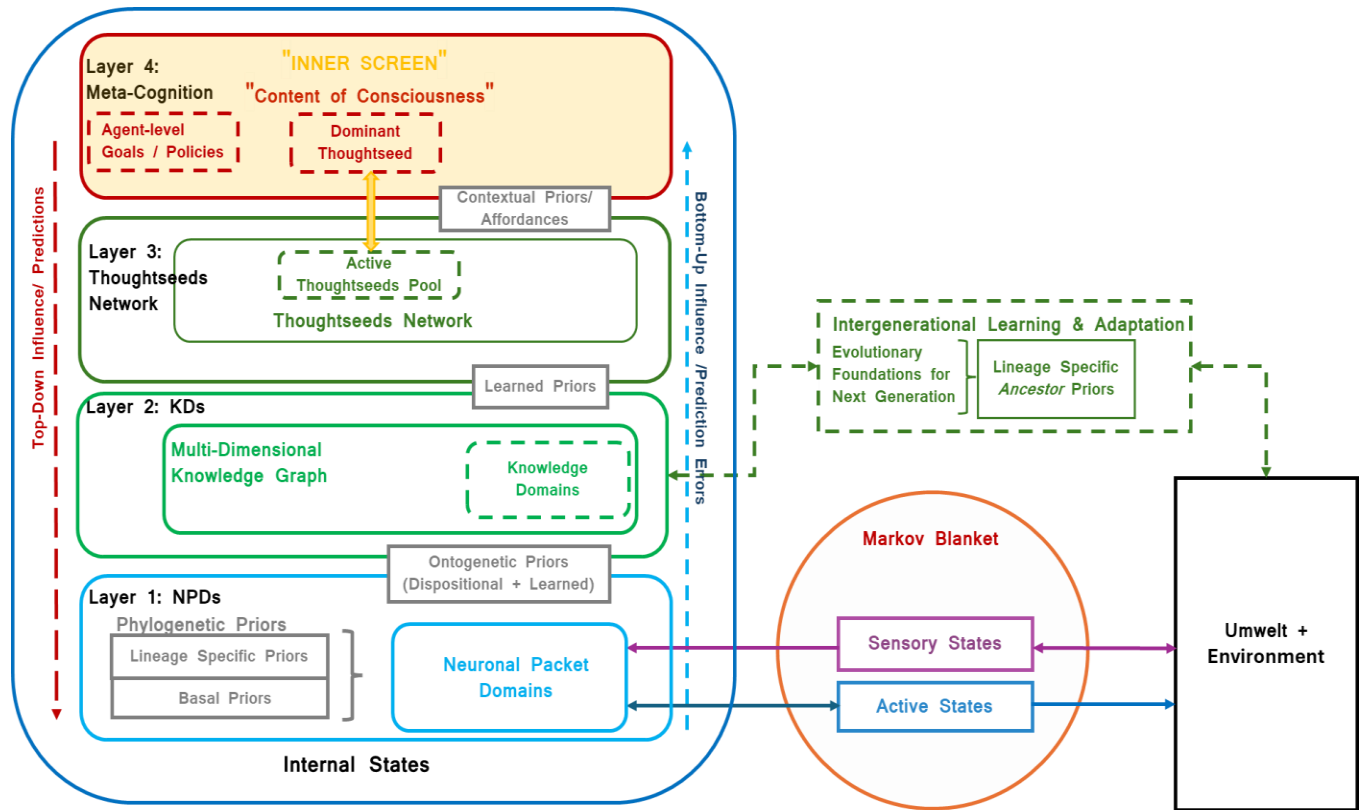 Layer 4:
Meta-Cognition
"INNER SCREEN"
"Content of Consciousness"
Agent-level
Goals / Policies
Dominant
Thoughtseed
Contextual Priors/
Affordances
Layer 3:
Thoughtseeds
Network
Active
Thoughtseeds Pool
Thoughtseeds Network
Learned Priors
Layer 2: KDs
Multi-Dimensional
Knowledge Graph
Knowledge
Domains
Ontogenetic Priors
(Dispositional + Learned)
Layer 1: NPDs
Phylogenetic Priors
Lineage Specific Priors
Basal Priors
Neuronal Packet
Domains
Internal States
Top-Down Influence/ Predictions
Bottom-Up Influence /Prediction Errors
Intergenerational Learning & Adaptation
Evolutionary
Foundations for
Next Generation
Lineage Specific
Ancestor Priors
Markov Blanket
Sensory States
Active States
Umwelt +
Environment